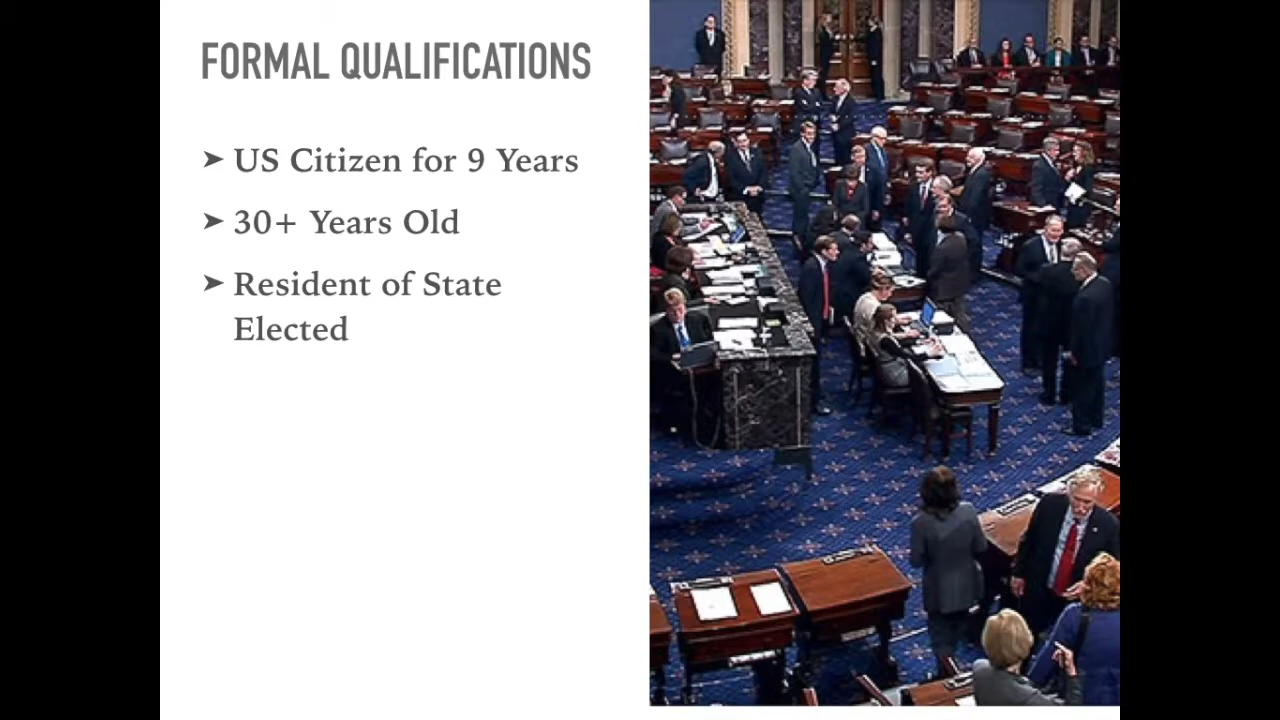 FORMAL QUALIFICATIONS
➤ US Citizen for 9 Years
➤ 30+ Years Old
➤ Resident of State
Elected